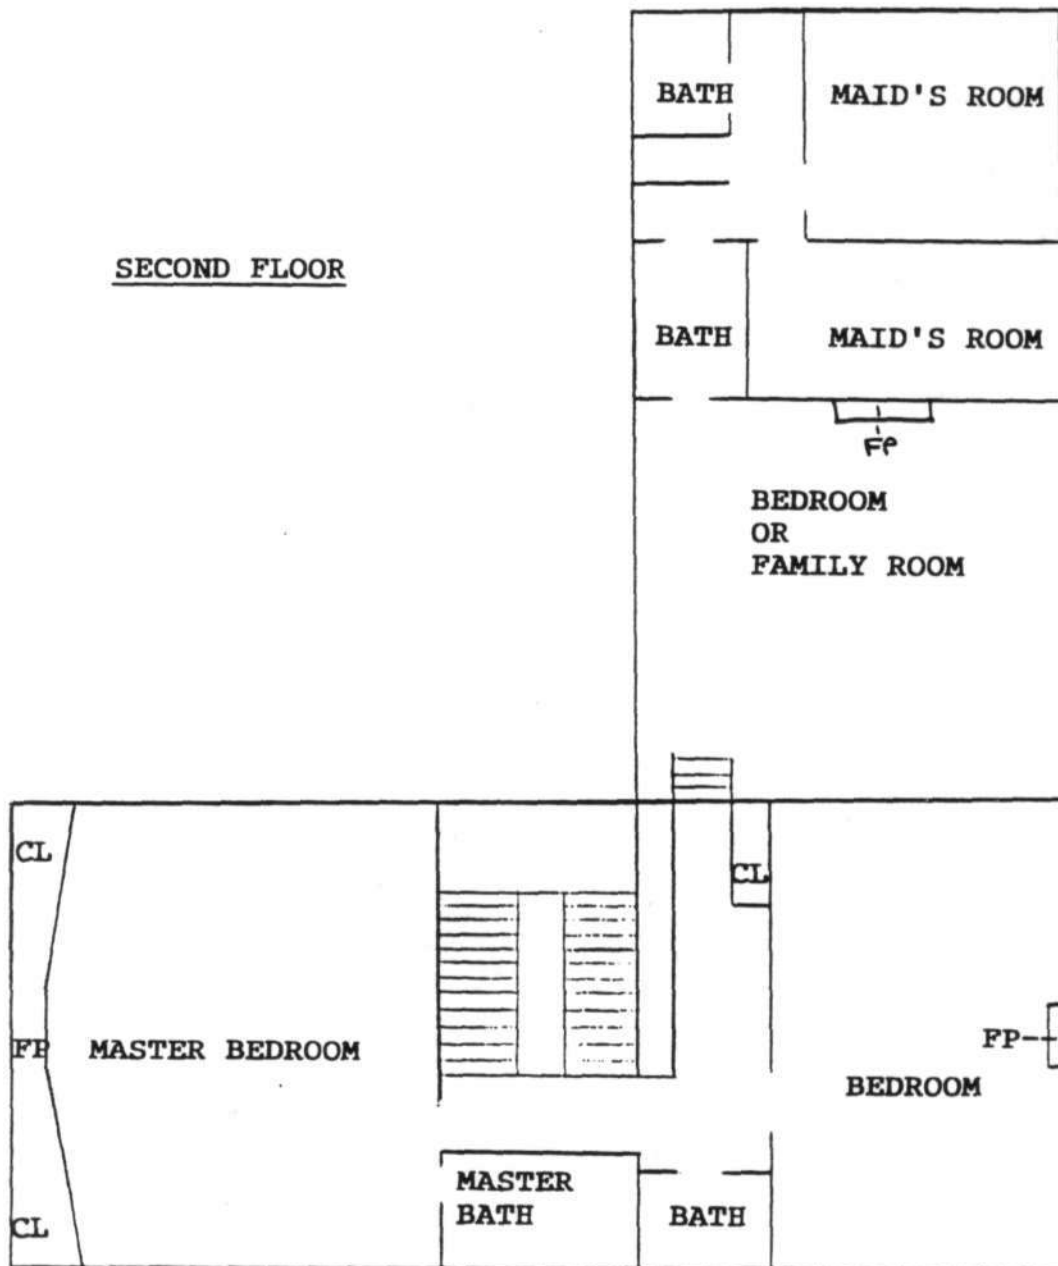 BATH MAID'S ROOM
SECOND FLOOR
BATH MAID'S ROOM
FP
BEDROOM
OR
FAMILY ROOM
CL
CL
FP MASTER BEDROOM
FP
BEDROOM
MASTER
BATH
BATH
CL